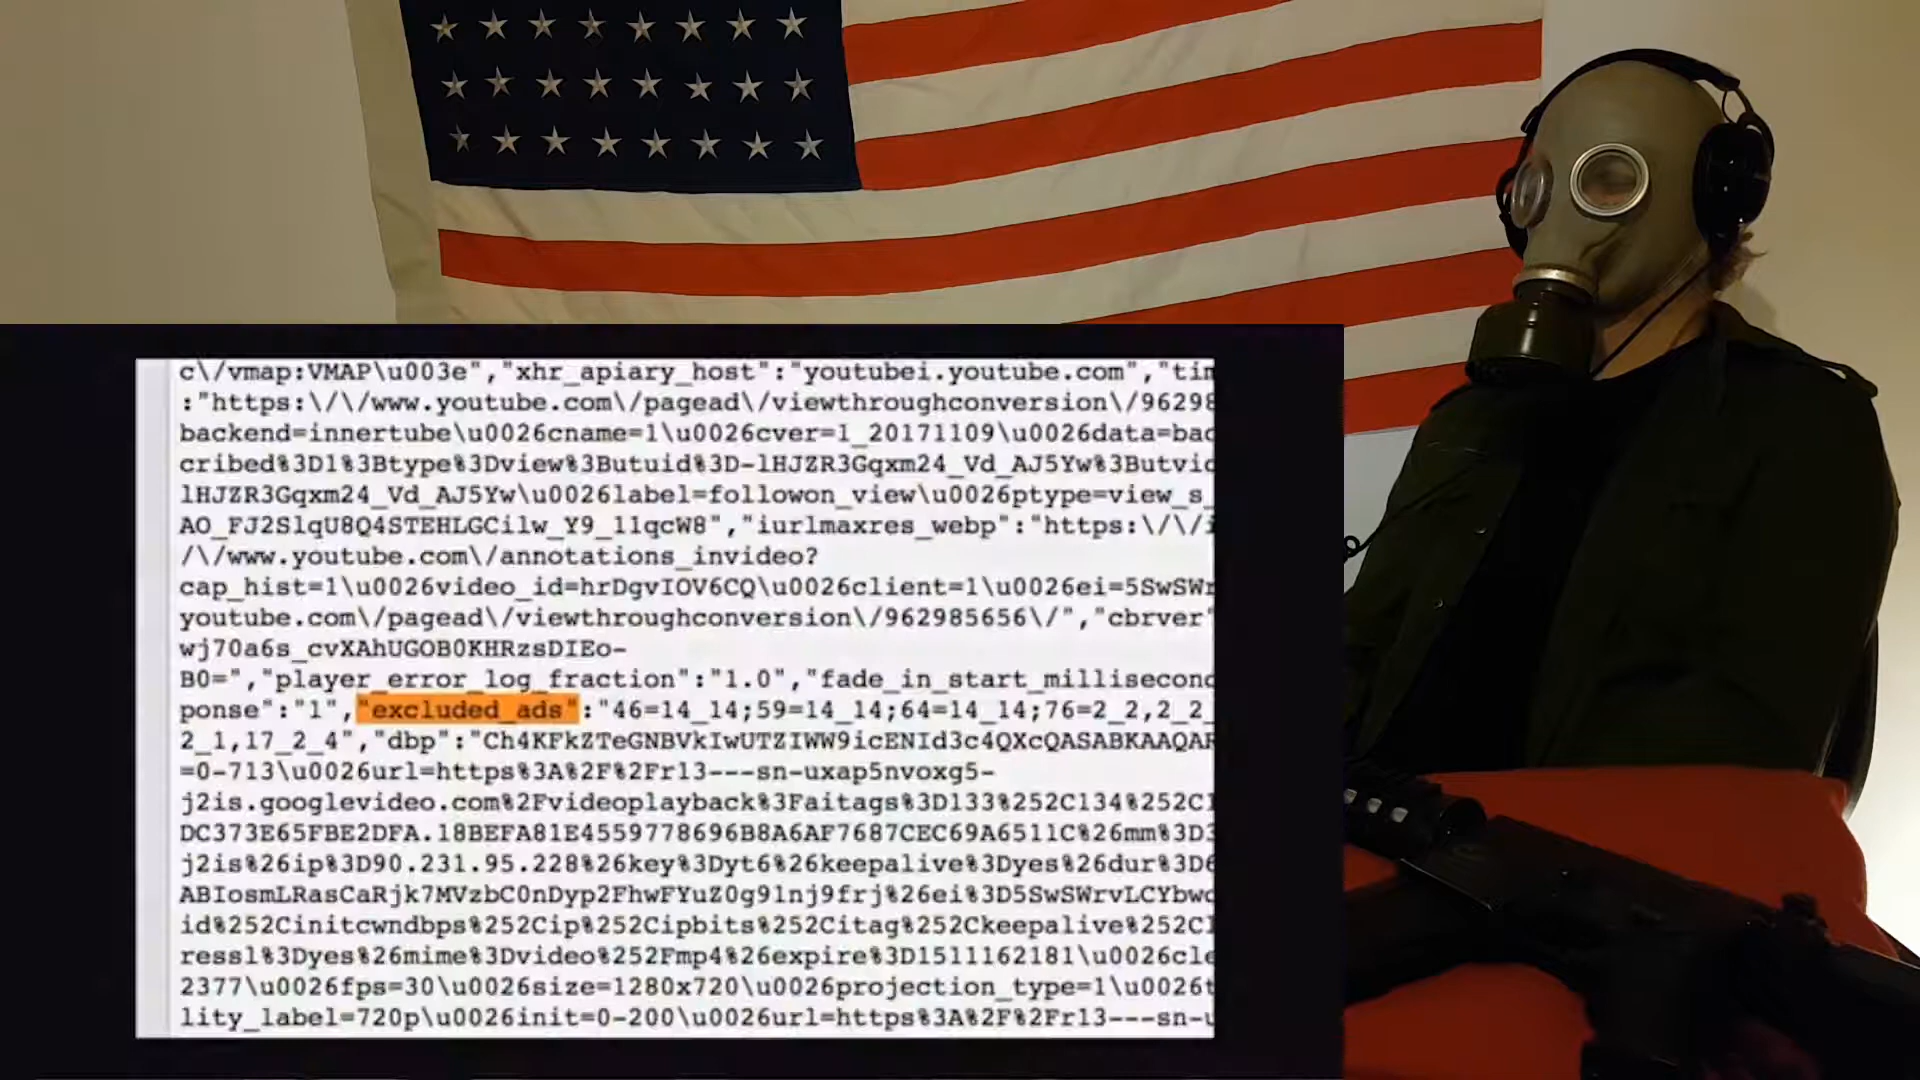 c\/vmap:VMAP\u003e","xhr_apiary_host":"youtubei.youtube.com","tim
:"https:\/\/www.youtube.com\/pagead\/viewthroughconversion\/96298
backend=innertube\u0026cname=1\u0026cver=1_20171109\u0026data=bac
cribed%3D1%3Btype%3Dview%3Butuid%3D-lHJZR3Gqxm24_Vd_AJ5Yw%3Butvid
lHJZR3Gqxm24_Vd_AJ5Yw\u0026label=followon_view\u0026ptype=view_s_
AO_FJ2SlqU8Q4STEHLGCilw_Y9_11qcW8","iurlmaxres_webp":"https:\/\/i
/\/www.youtube.com\/annotations_invideo?
cap_hist=1\u0026video_id=hrDgvIOV6CQ\u0026client=1\u0026ei=5SwSWr
youtube.com\/pagead\/viewthroughconversion\/962985656\/","cbrver"
wj70a6s_cvXAhUGOB0KHRzsDIEo-
B0=","player_error_log_fraction":"1.0","fade_in_start_millisecond
ponse":"1","excluded_ads":"46=14_14;59=14_14;64=14_14;76=2_2,2_2_
2_1,17_2_4","dbp":"Ch4KFkZTeGNBVkIwUTZIWW9icENId3c4QXcQASABKAAQAR
=0-713\u0026url=https%3A%2F%2Fr13---sn-uxap5nvoxg5-
j2is.googlevideo.com%2Fvideoplayback%3Faitags%3D133%252C134%252C1
DC373E65FBE2DFA.18BEFA81E4559778696B8A6AF7687CEC69A6511C%26mm%3D3
j2is%26ip%3D90.231.95.228%26key%3Dyt6%26keepalive%3Dyes%26dur%3D6
ABIosmLRasCaRjk7MVzbC0nDyp2FhwFYuZ0g91nj9frj%26ei%3D5SwSWrvLCYbwd
id%252Cinitcwndbps%252Cip%252Cipbits%252Citag%252Ckeepalive%252C1
ressl%3Dyes%26mime%3Dvideo%252Fmp4%26expire%3D1511162181\u0026cle
2377\u0026fps=30\u0026size=1280x720\u0026projection_type=1\u0026t
lity_label=720p\u0026init=0-200\u0026url=https%3A%2F%2Fr13---sn-u